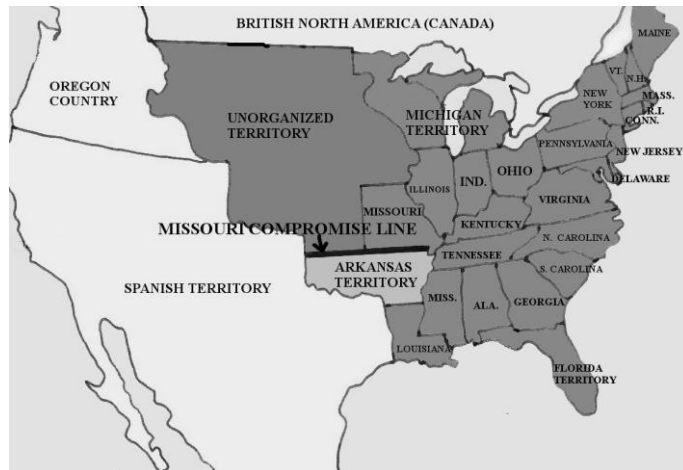 BRITISH NORTH AMERICA (CANADA)
MAINE
OREGON
COUNTRY
VT.
N.H.
UNORGANIZED
TERRITORY
MICHIGAN
TERRITORY
NEW
YORK
MASS.
R.I.
CONN.
PENNSYLVANIA
NEW JERSEY
OHIO
IND.
ILLINOIS
DELAWARE
VIRGINIA
MISSOURI
KENTUCKY
MISSOURI COMPROMISE LINE
N. CAROLINA
TENNESSEE
ARKANSAS
TERRITORY
S. CAROLINA
SPANISH TERRITORY
MISS.
ALA.
GEORGIA
LOUISIANA
FLORIDA
TERRITORY